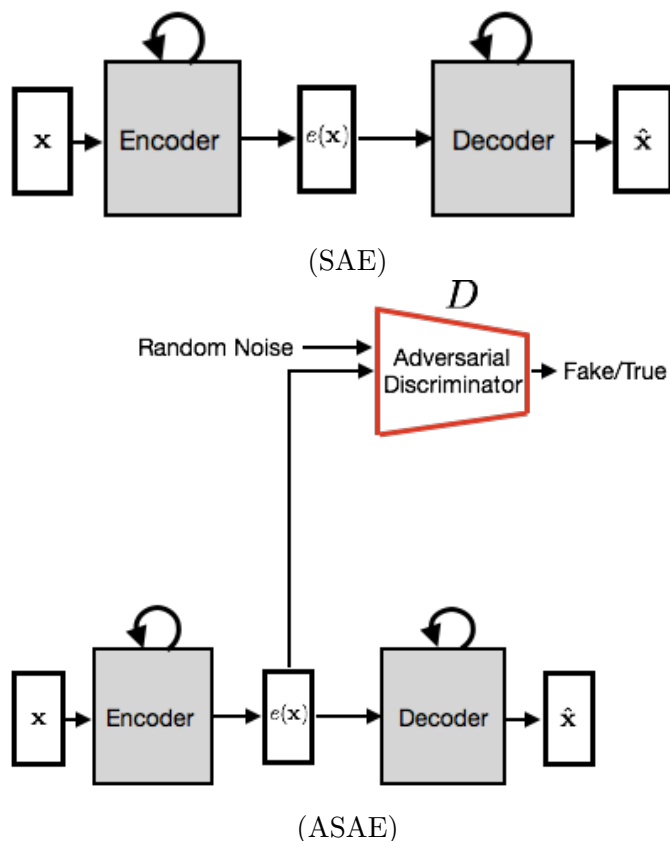 x Encoder e(x) Decoder x̂
(SAE)
D
Random Noise
Adversarial
Discriminator
Fake/True
x Encoder e(x) Decoder x̂
(ASAE)